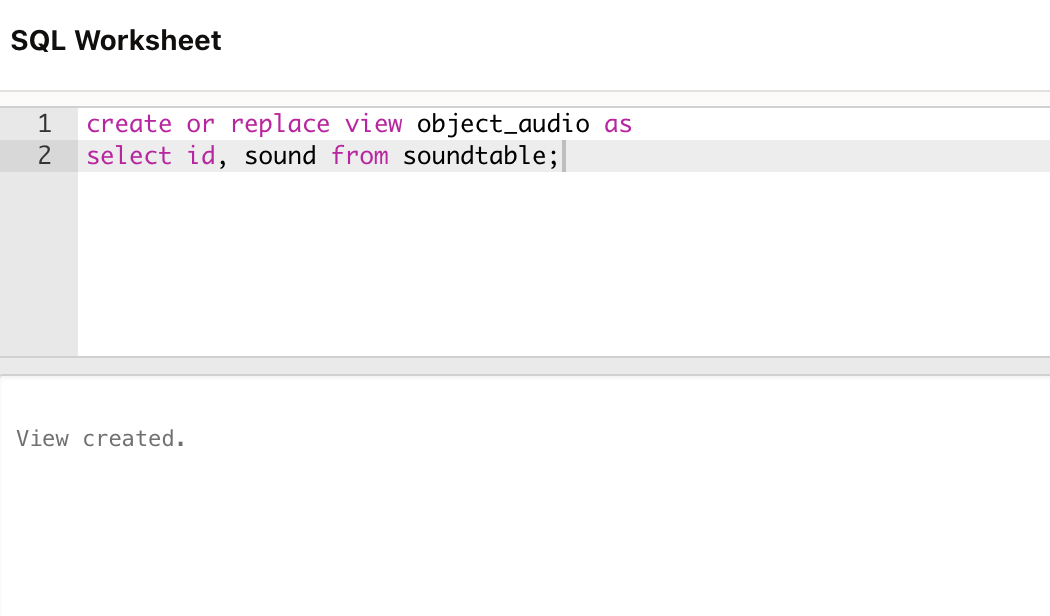 SQL Worksheet
1 create or replace view object_audio as
2 select id, sound from soundtable;
View created.